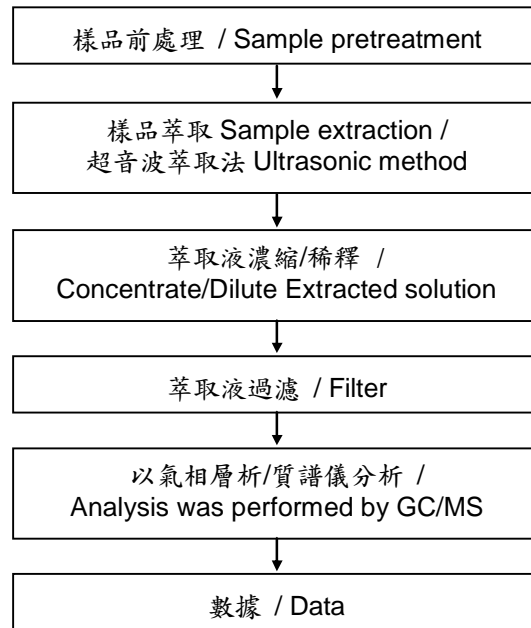 樣品前處理 / Sample pretreatment
樣品萃取 Sample extraction /
超音波萃取法 Ultrasonic method
萃取液濃縮/稀釋 /
Concentrate/Dilute Extracted solution
萃取液過濾 / Filter
以氣相層析/質譜儀分析 /
Analysis was performed by GC/MS
數據 / Data